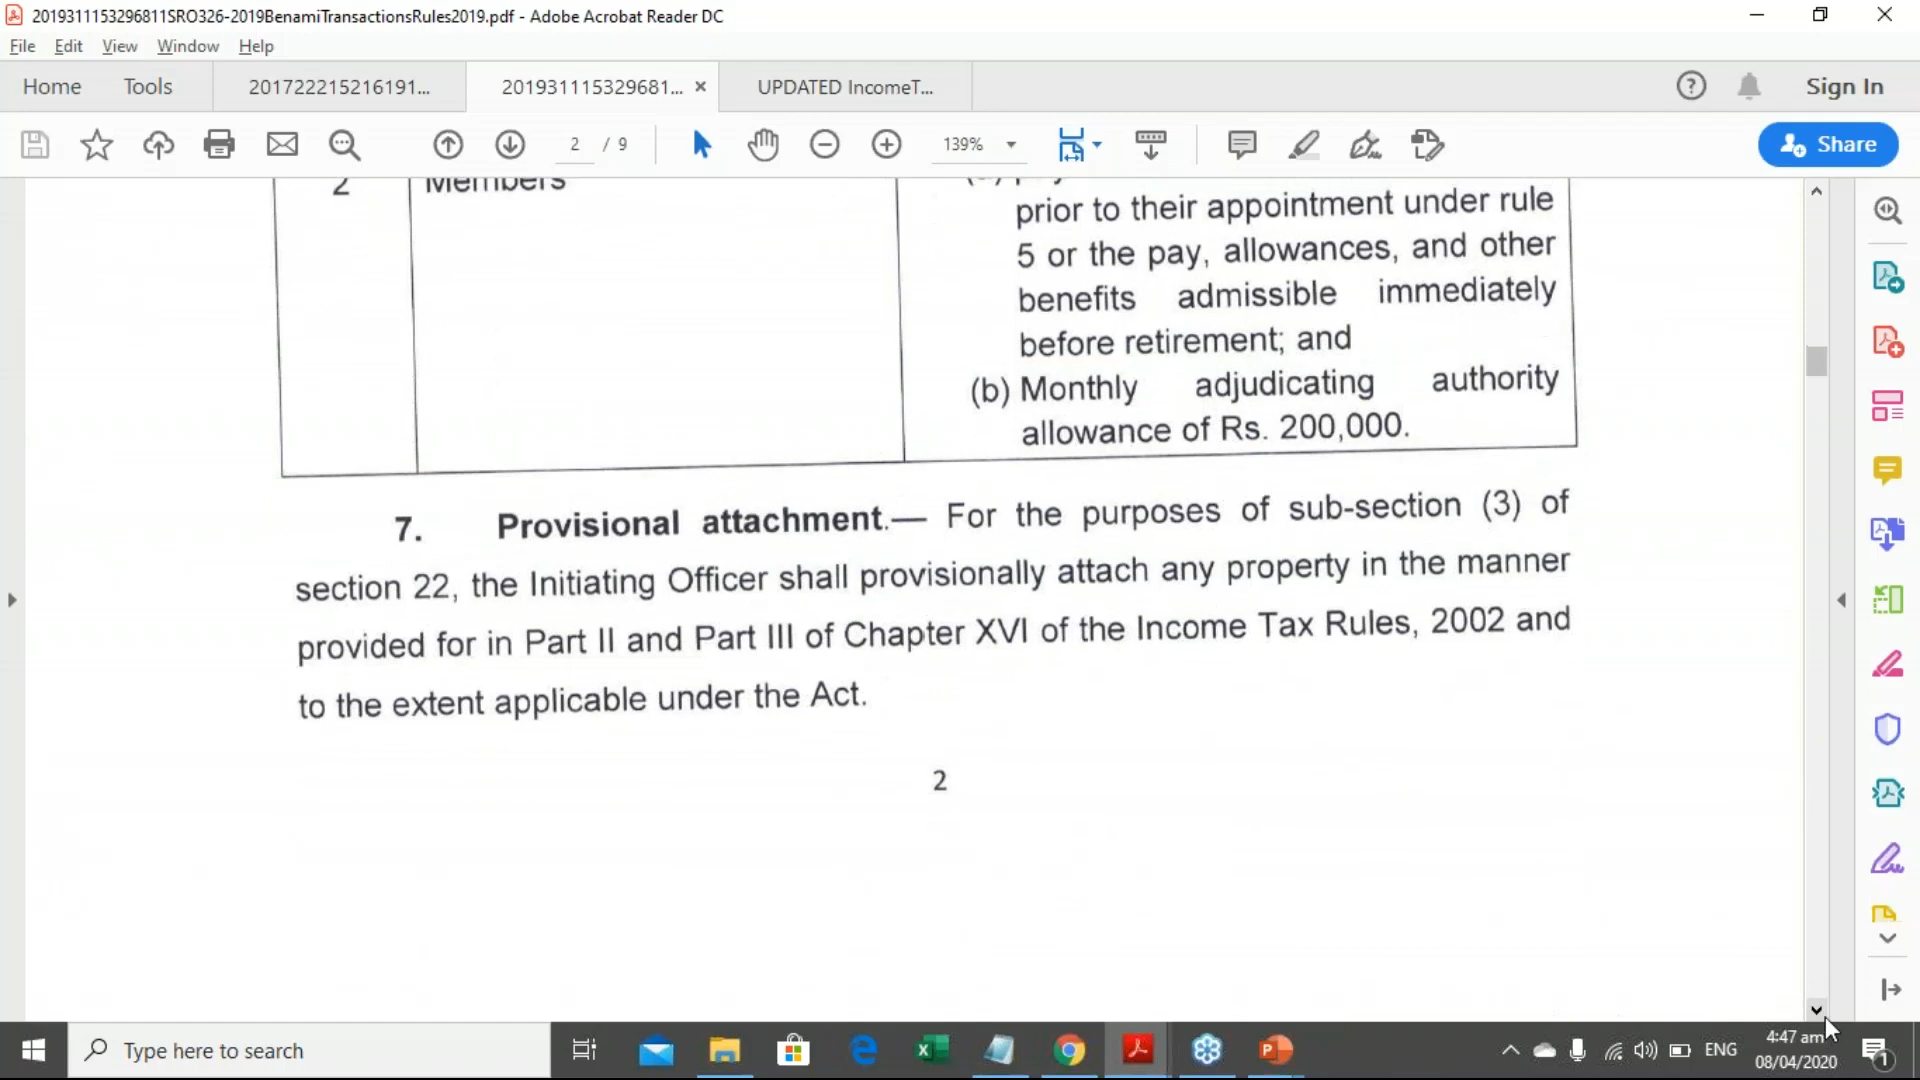 2019311153296811SRO326-2019BenamiTransactionsRules2019.pdf - Adobe Acrobat Reader DC
File Edit View Window Help
Home Tools 201722215216191... 201931115329681... × UPDATED IncomeT... Sign In
2 / 9 139% Share
2 Members
prior to their appointment under rule
5 or the pay, allowances, and other
benefits admissible immediately
before retirement; and
(b) Monthly adjudicating authority
allowance of Rs. 200,000.
7. Provisional attachment.— For the purposes of sub-section (3) of
section 22, the Initiating Officer shall provisionally attach any property in the manner
provided for in Part II and Part III of Chapter XVI of the Income Tax Rules, 2002 and
to the extent applicable under the Act.
2
Type here to search
ENG
4:47 am
08/04/2020
1